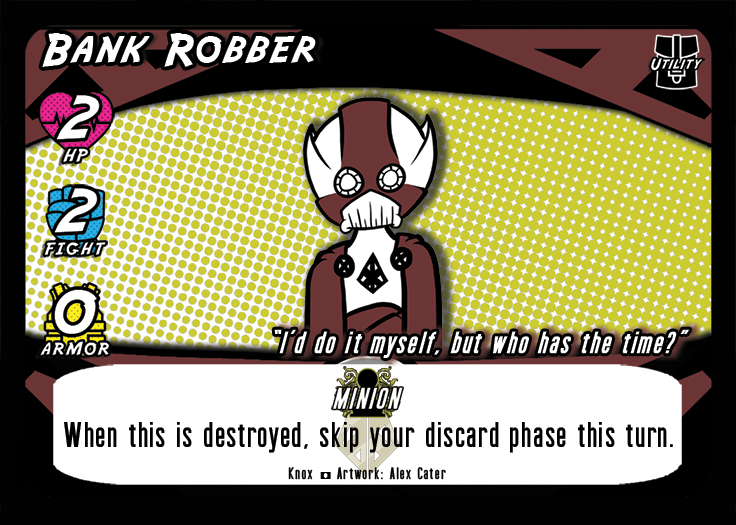 Bank Robber
Utility
2
HP
2
Fight
0
Armor
"I'd do it myself, but who has the time?"
Minion
When this is destroyed, skip your discard phase this turn.
Knox Artwork: Alex Cater